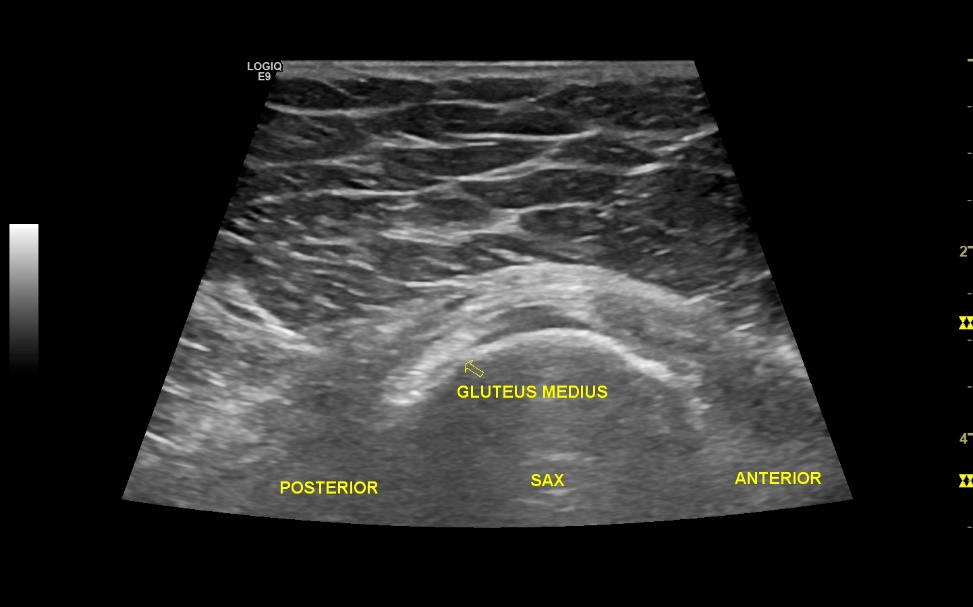 LOGIQ
E9
2
GLUTEUS MEDIUS
4
POSTERIOR
SAX
ANTERIOR